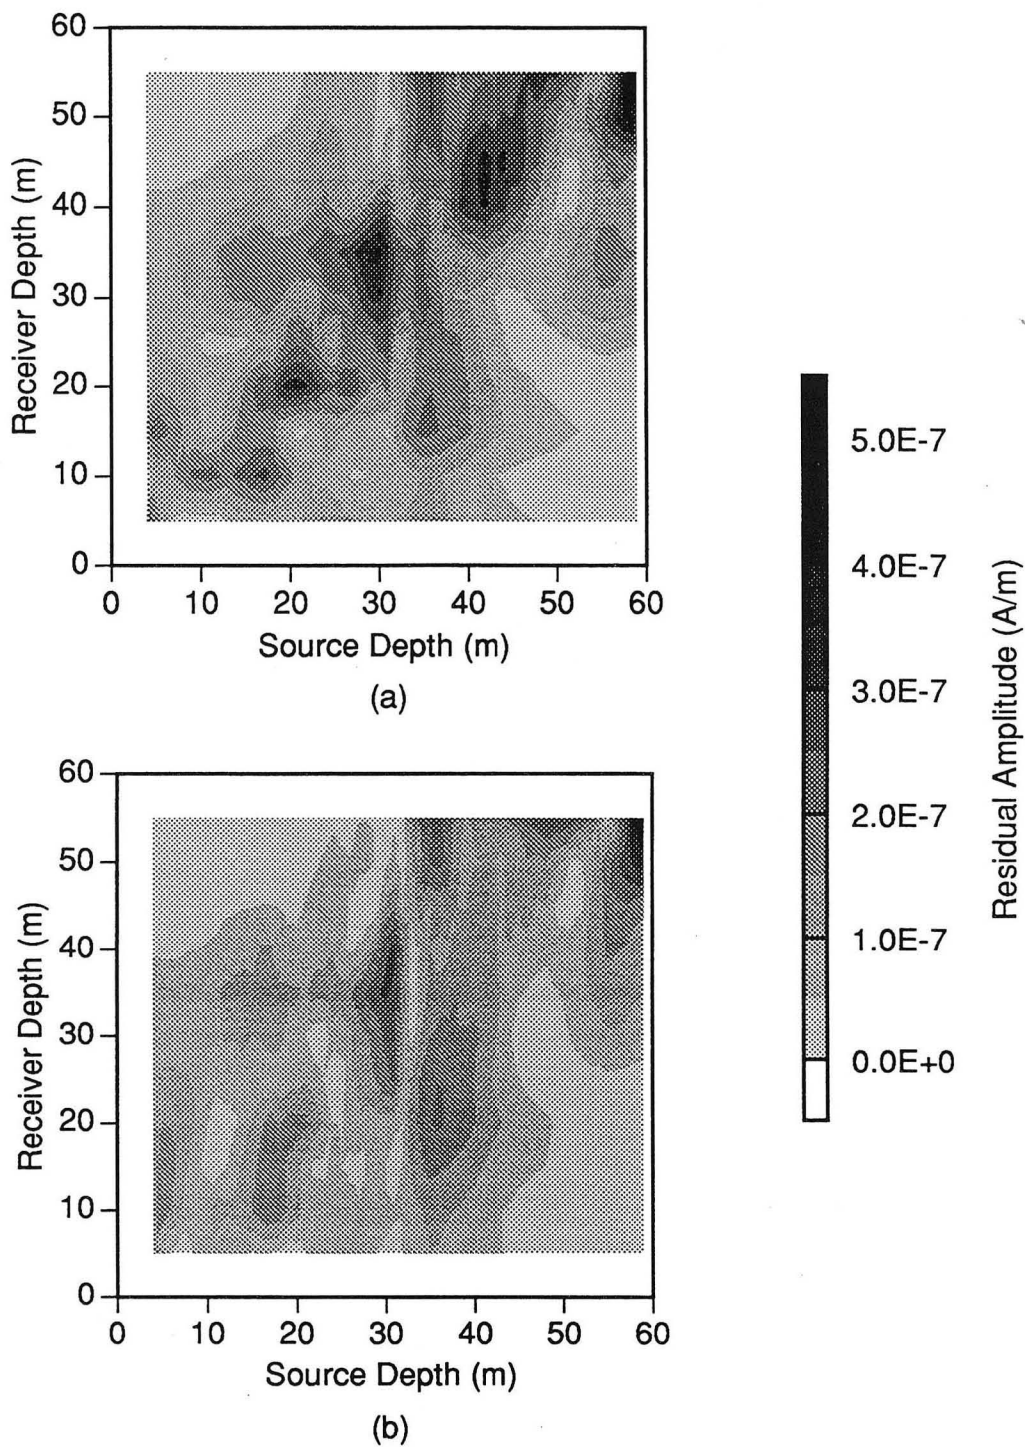 60
50
40
30
20
10
0
Receiver Depth (m)
0 10 20 30 40 50 60
Source Depth (m)
(a)
60
50
40
30
20
10
0
Receiver Depth (m)
0 10 20 30 40 50 60
Source Depth (m)
(b)
5.0E-7
4.0E-7
3.0E-7
2.0E-7
1.0E-7
0.0E+0
Residual Amplitude (A/m)